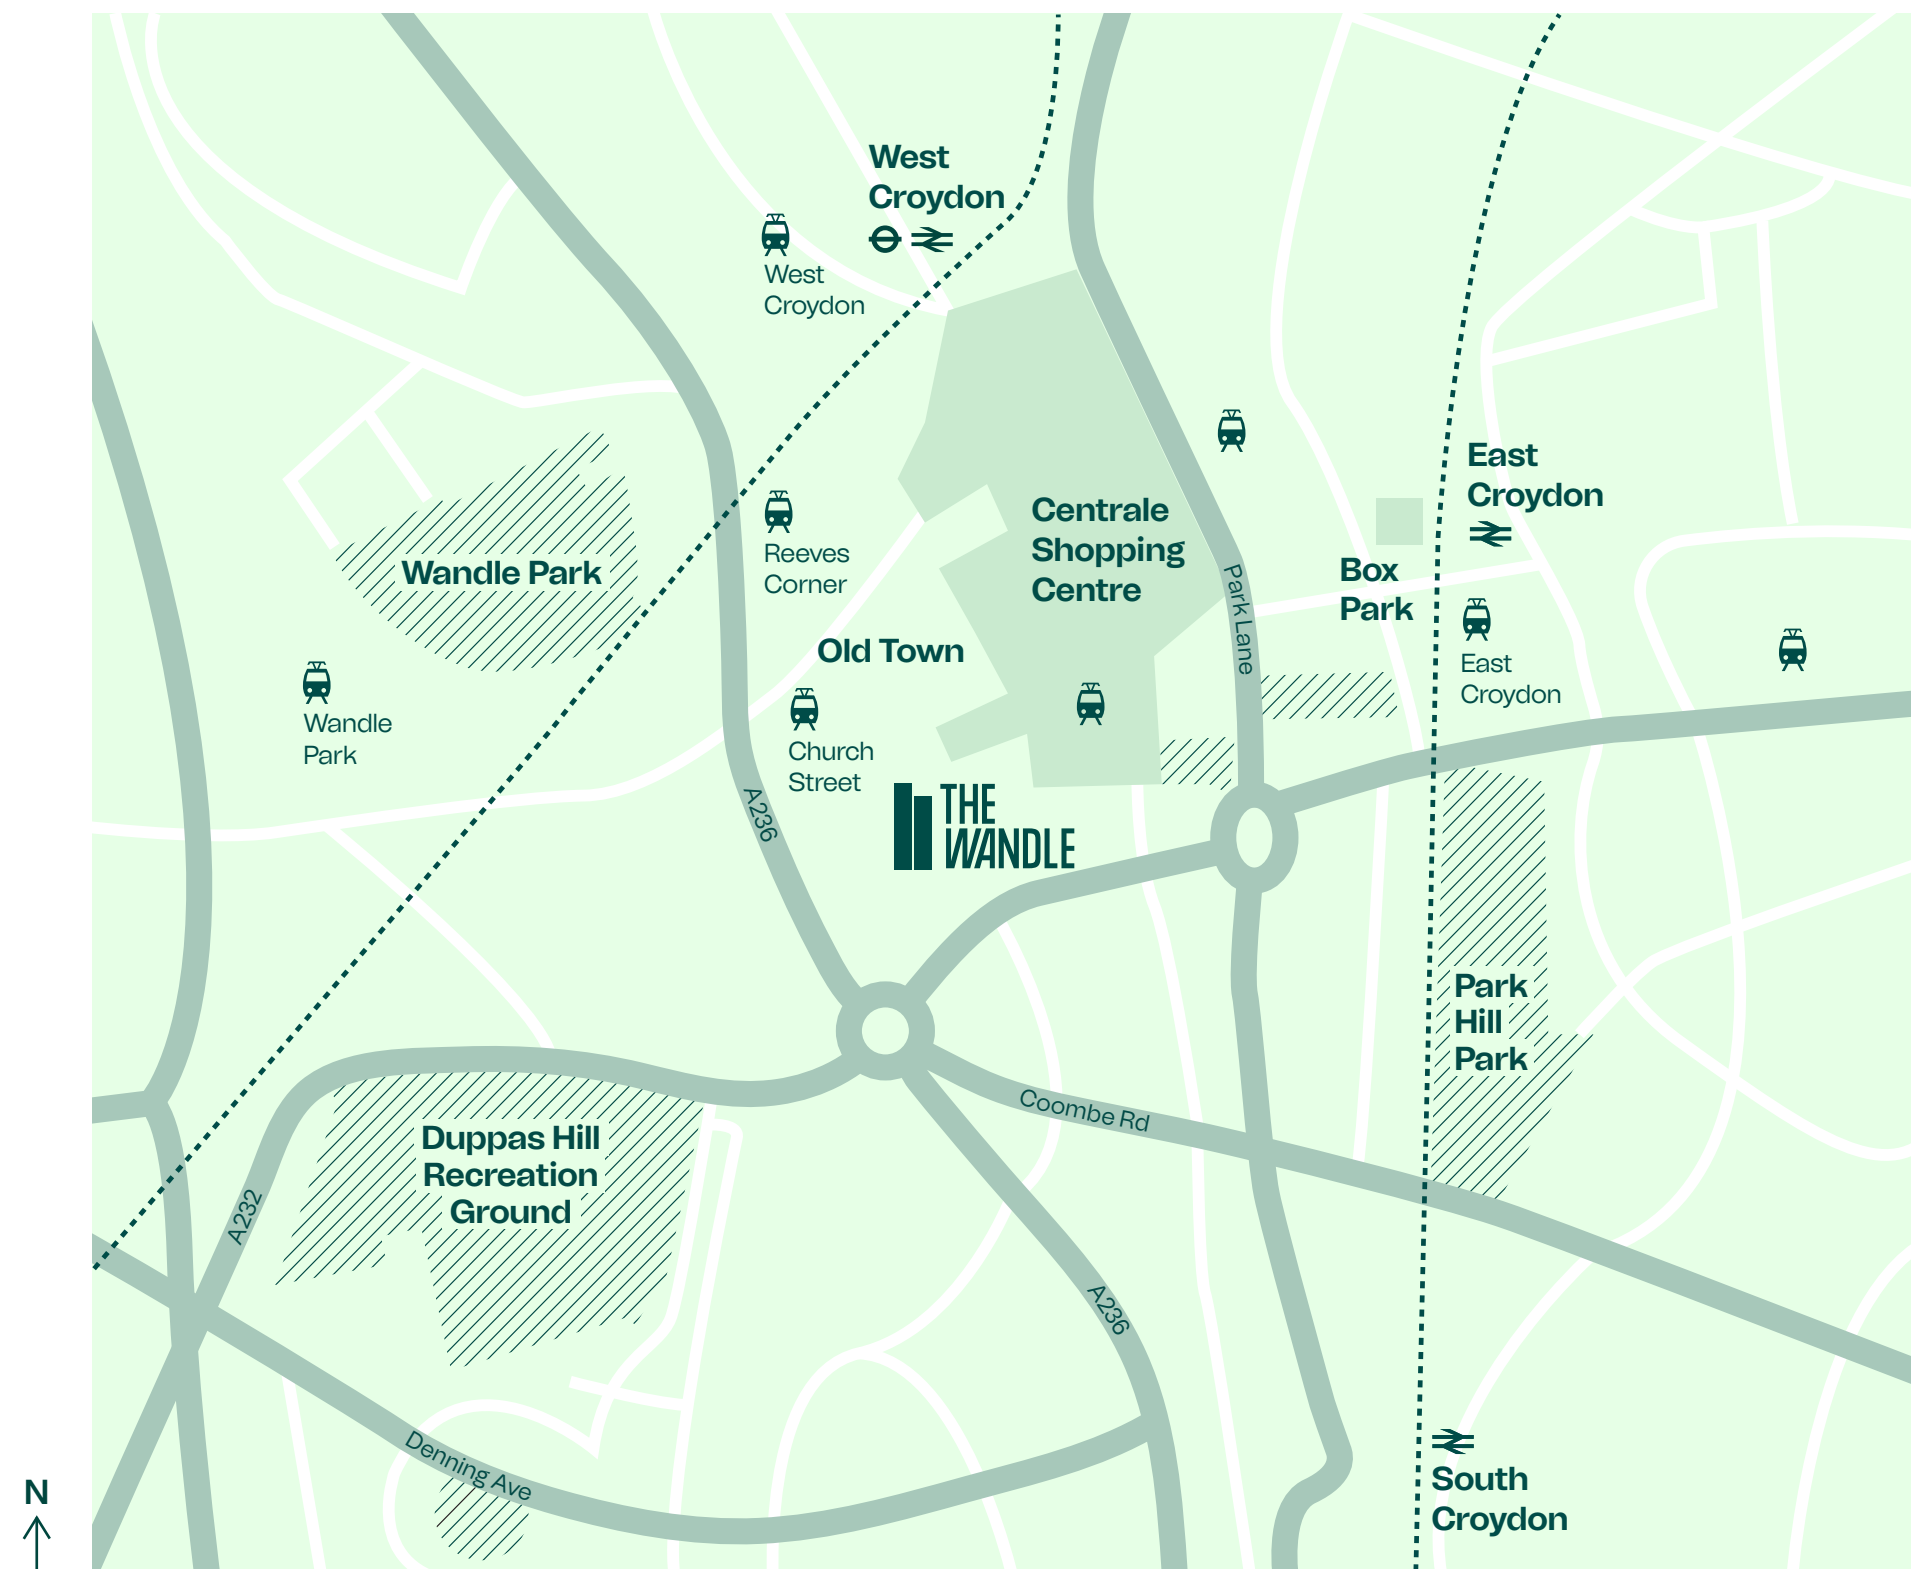 West
Croydon
West
Croydon
East
Croydon
Centrale
Shopping
Centre
Reeves
Corner
Wandle Park
Box
Park
Park Lane
Old Town
East
Croydon
Wandle
Park
Church
Street
A236
THE
WANDLE
Park
Hill
Park
Coombe Rd
Duppas Hill
Recreation
Ground
A232
A236
Denning Ave
South
Croydon
N